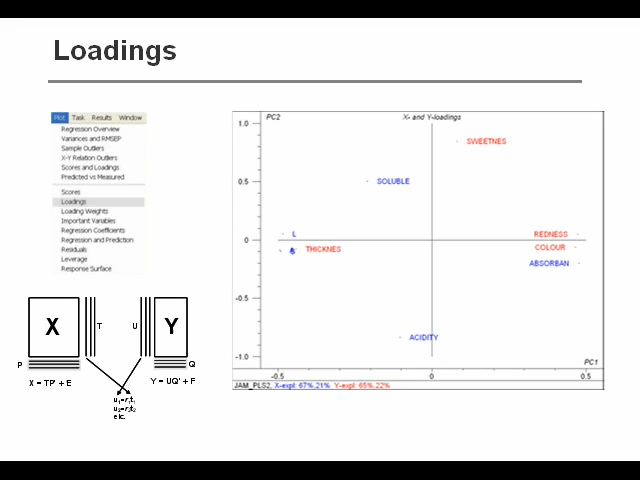 Loadings
Plot Task Results Window
Regression Overview
Variances and RMSEP
Sample Outliers
X-Y Relation Outliers
Scores and Loadings
Predicted vs Measured
Scores
Loadings
Loading Weights
Important Variables
Regression Coefficients
Regression and Prediction
Residuals
Leverage
Response Surface
X
T
U
Y
P
Q
X = TP' + E
Y = UQ' + F
etc.
PC2
X- and Y-loadings
1.0
SWEETNES
0.5
SOLUBLE
L
REDNESS
0
THICKNES
COLOUR
ABSORBAN
-0.5
ACIDITY
-1.0
PC1
-0.5
0
0.5
JAM_PLS2, X-expl: 67%,21% Y-expl: 65%,22%